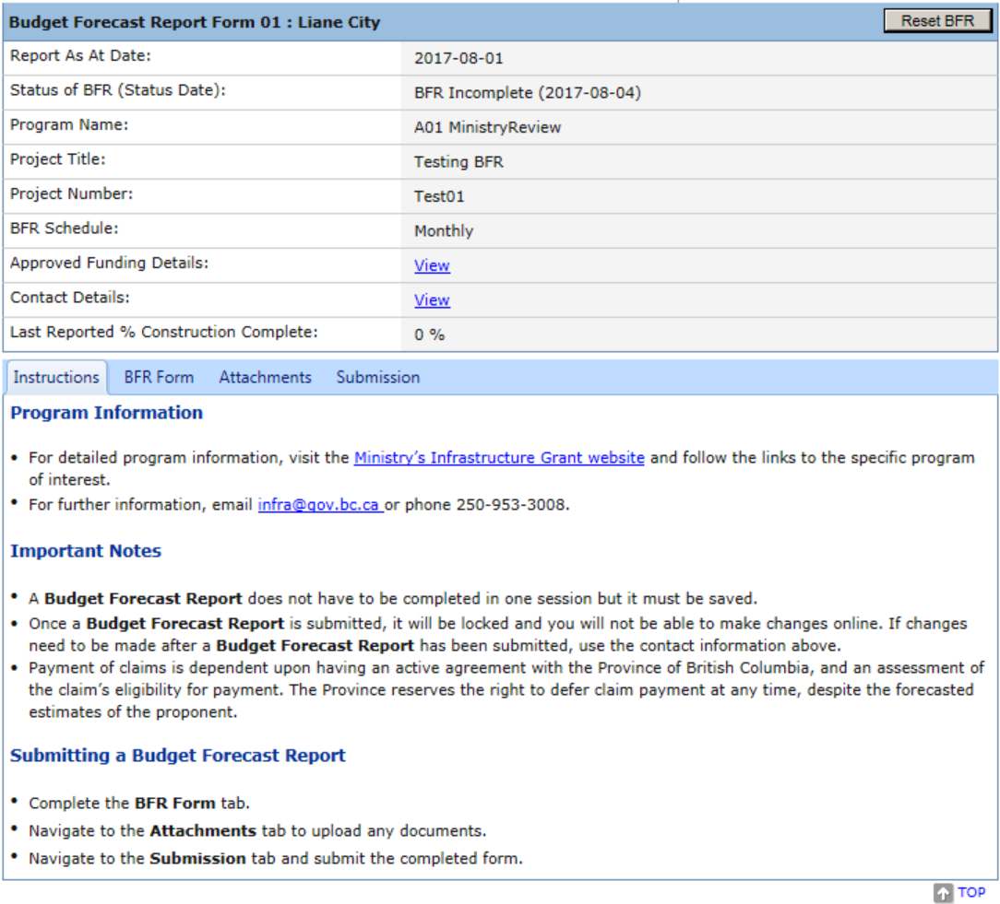 Budget Forecast Report Form 01 : Liane City
Reset BFR
Report As At Date: 2017-08-01
Status of BFR (Status Date): BFR Incomplete (2017-08-04)
Program Name: A01 MinistryReview
Project Title: Testing BFR
Project Number: Test01
BFR Schedule: Monthly
Approved Funding Details: View
Contact Details: View
Last Reported % Construction Complete: 0 %
Instructions BFR Form Attachments Submission
Program Information
• For detailed program information, visit the Ministry's Infrastructure Grant website and follow the links to the specific program
of interest.
• For further information, email infra@gov.bc.ca or phone 250-953-3008.
Important Notes
• A Budget Forecast Report does not have to be completed in one session but it must be saved.
• Once a Budget Forecast Report is submitted, it will be locked and you will not be able to make changes online. If changes
need to be made after a Budget Forecast Report has been submitted, use the contact information above.
• Payment of claims is dependent upon having an active agreement with the Province of British Columbia, and an assessment of
the claim's eligibility for payment. The Province reserves the right to defer claim payment at any time, despite the forecasted
estimates of the proponent.
Submitting a Budget Forecast Report
• Complete the BFR Form tab.
• Navigate to the Attachments tab to upload any documents.
• Navigate to the Submission tab and submit the completed form.
TOP